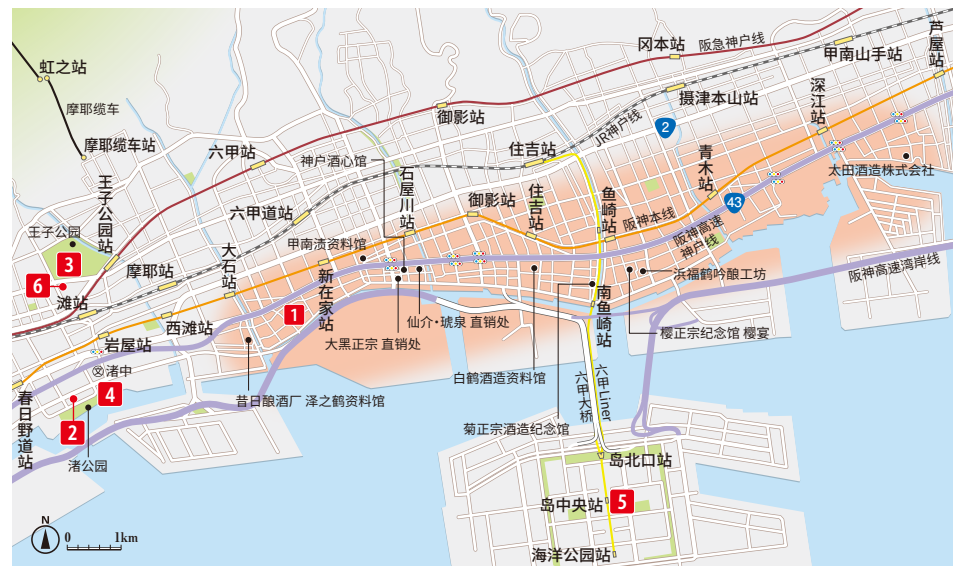 虹之站
摩耶缆车
摩耶缆车站
冈本站
阪急神户线
甲南山手站
芦屋站
摄津本山站
深江站
御影站
JR神户线
2
六甲站
神户酒心馆
住吉站
石屋川站
青木站
太田酒造株式会社
王子公园站
王子公园
六甲道站
御影站
住吉站
鱼崎站
43
阪神本线
阪神高速
神户线
甲南渍资料馆
大石站
摩耶站
新在家站
3
6
滩站
1
西滩站
岩屋站
渚中
文
4
2
春日野道站
渚公园
昔日酿酒厂 泽之鹤资料馆
大黑正宗 直销处
仙介·琥泉 直销处
白鹤酒造资料馆
菊正宗酒造纪念馆
南鱼崎站
浜福鹤吟酿工坊
樱正宗纪念馆 樱宴
阪神高速湾岸线
六甲大桥
六甲Liner
岛北口站
岛中央站
5
海洋公园站
N
0 1km